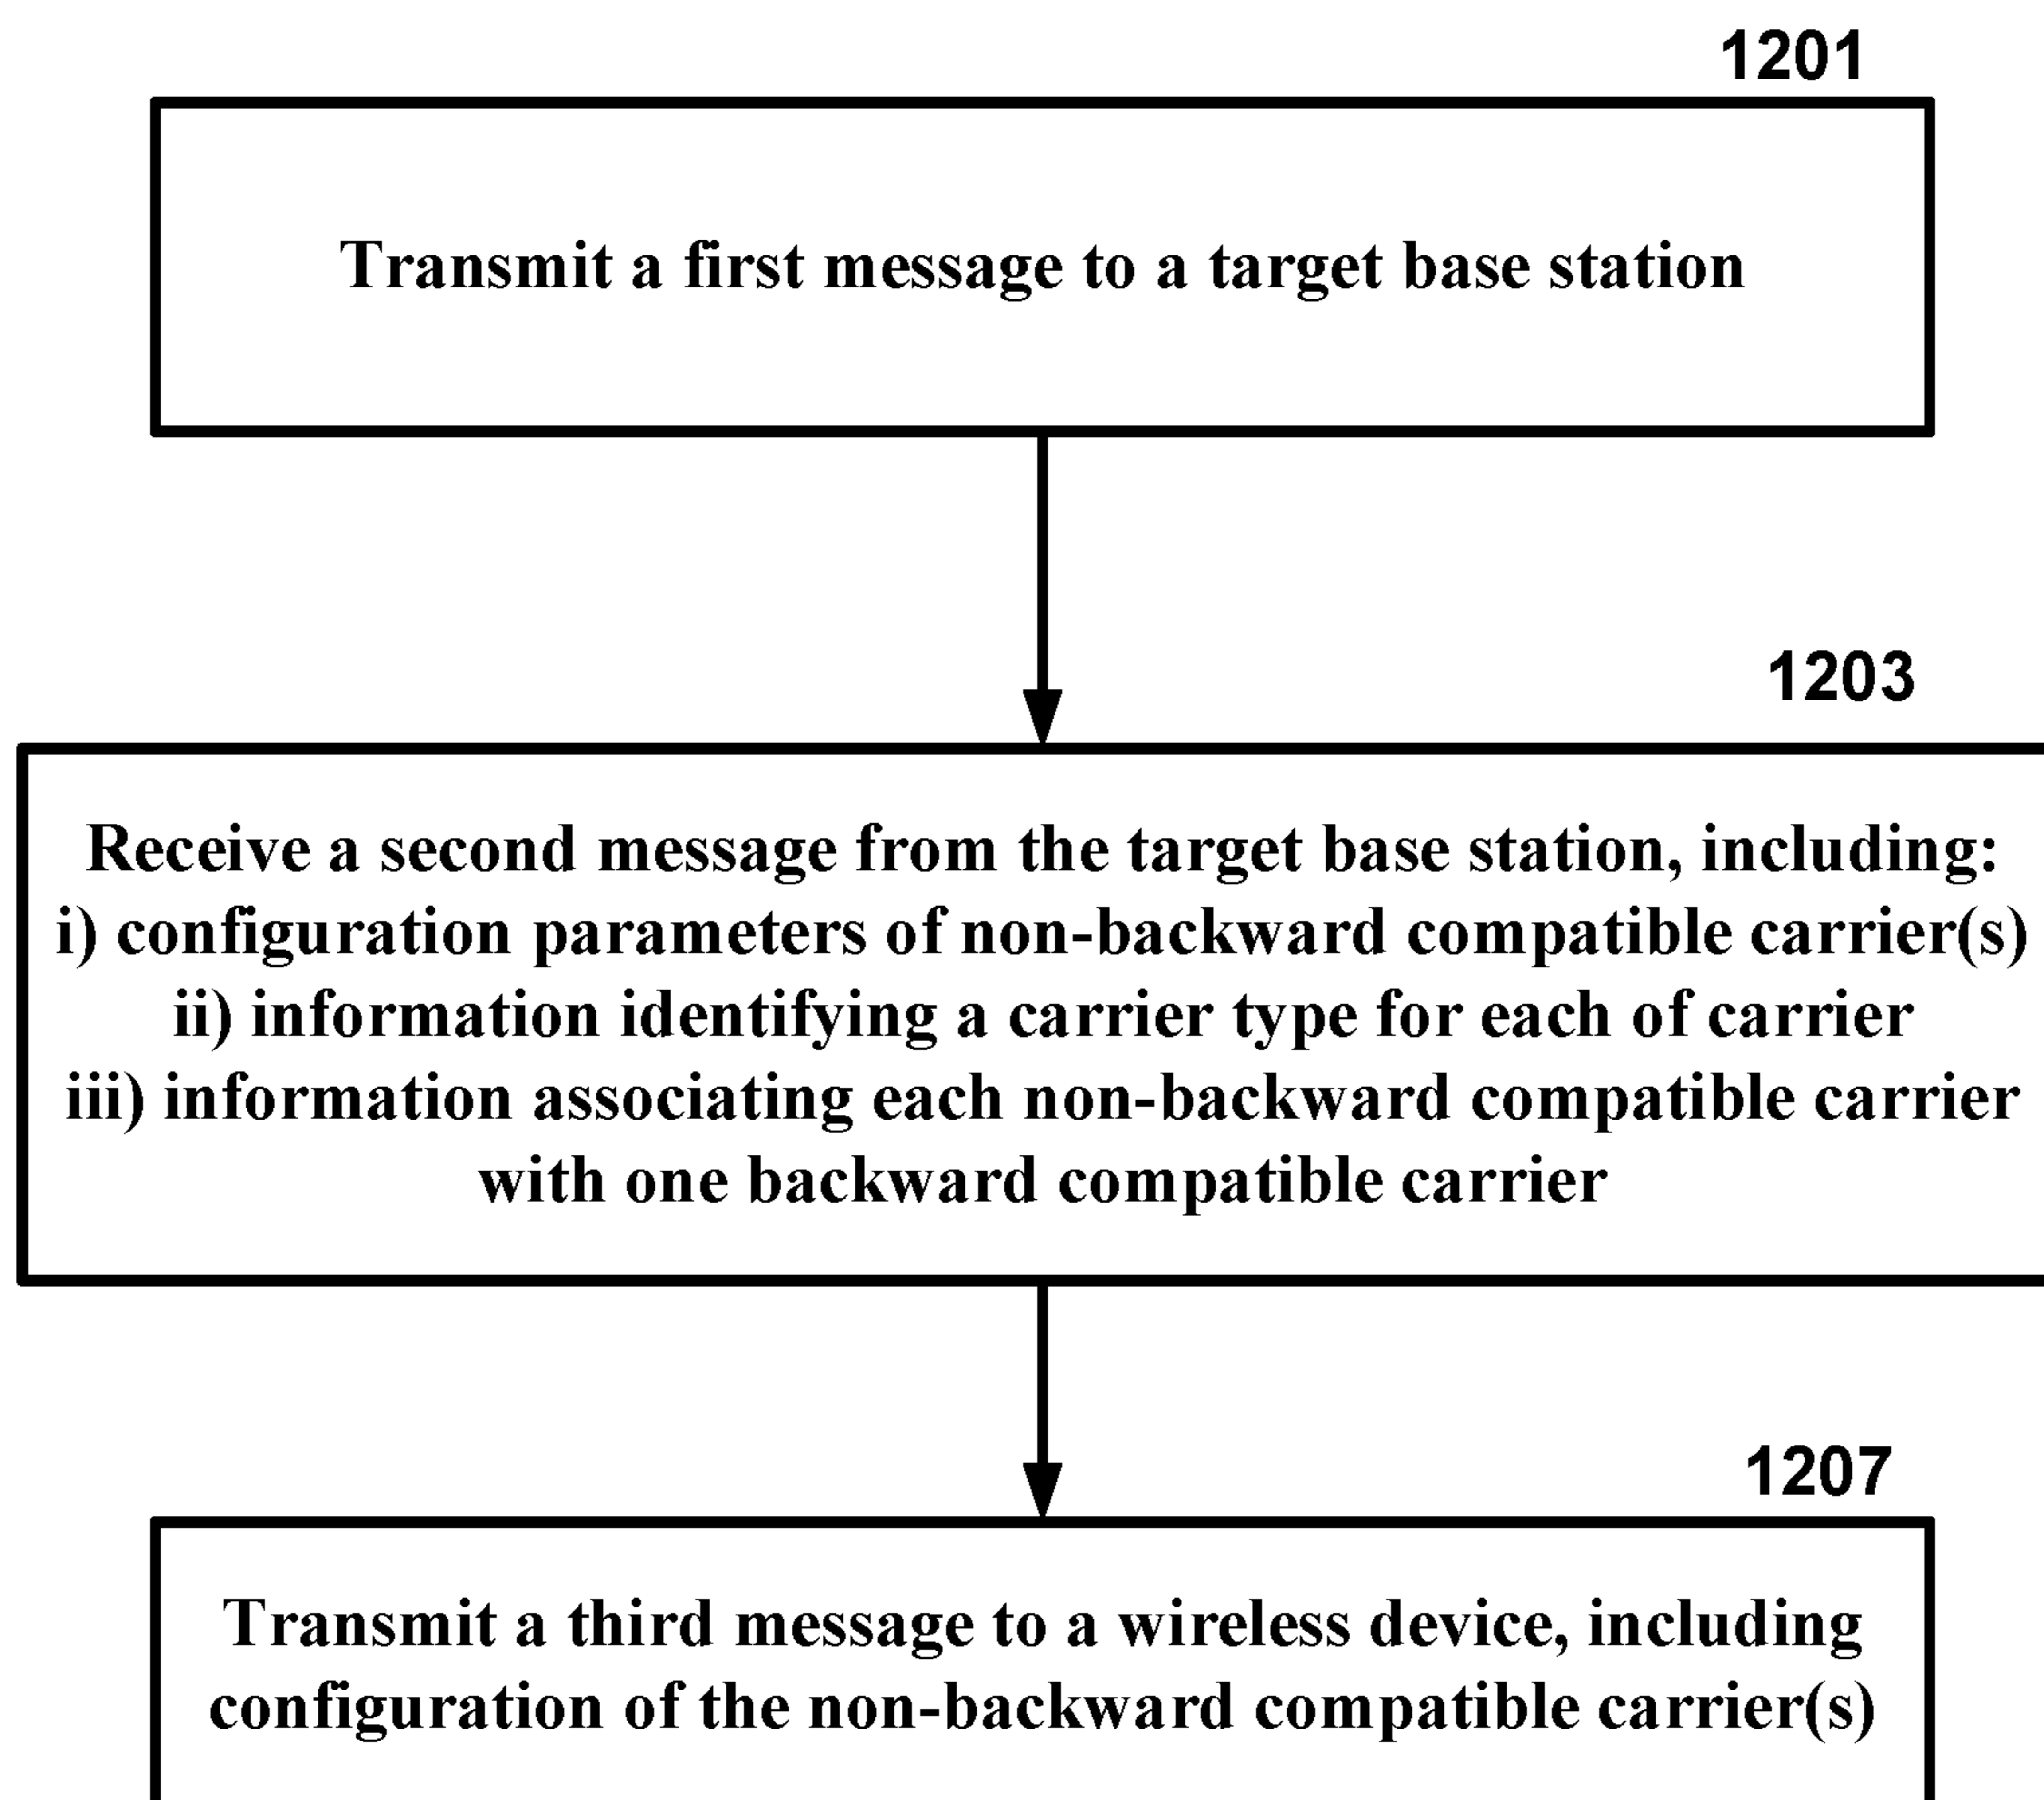 1201
Transmit a first message to a target base station
1203
Receive a second message from the target base station, including:
i) configuration parameters of non-backward compatible carrier(s)
ii) information identifying a carrier type for each of carrier
iii) information associating each non-backward compatible carrier
with one backward compatible carrier
1207
Transmit a third message to a wireless device, including
configuration of the non-backward compatible carrier(s)